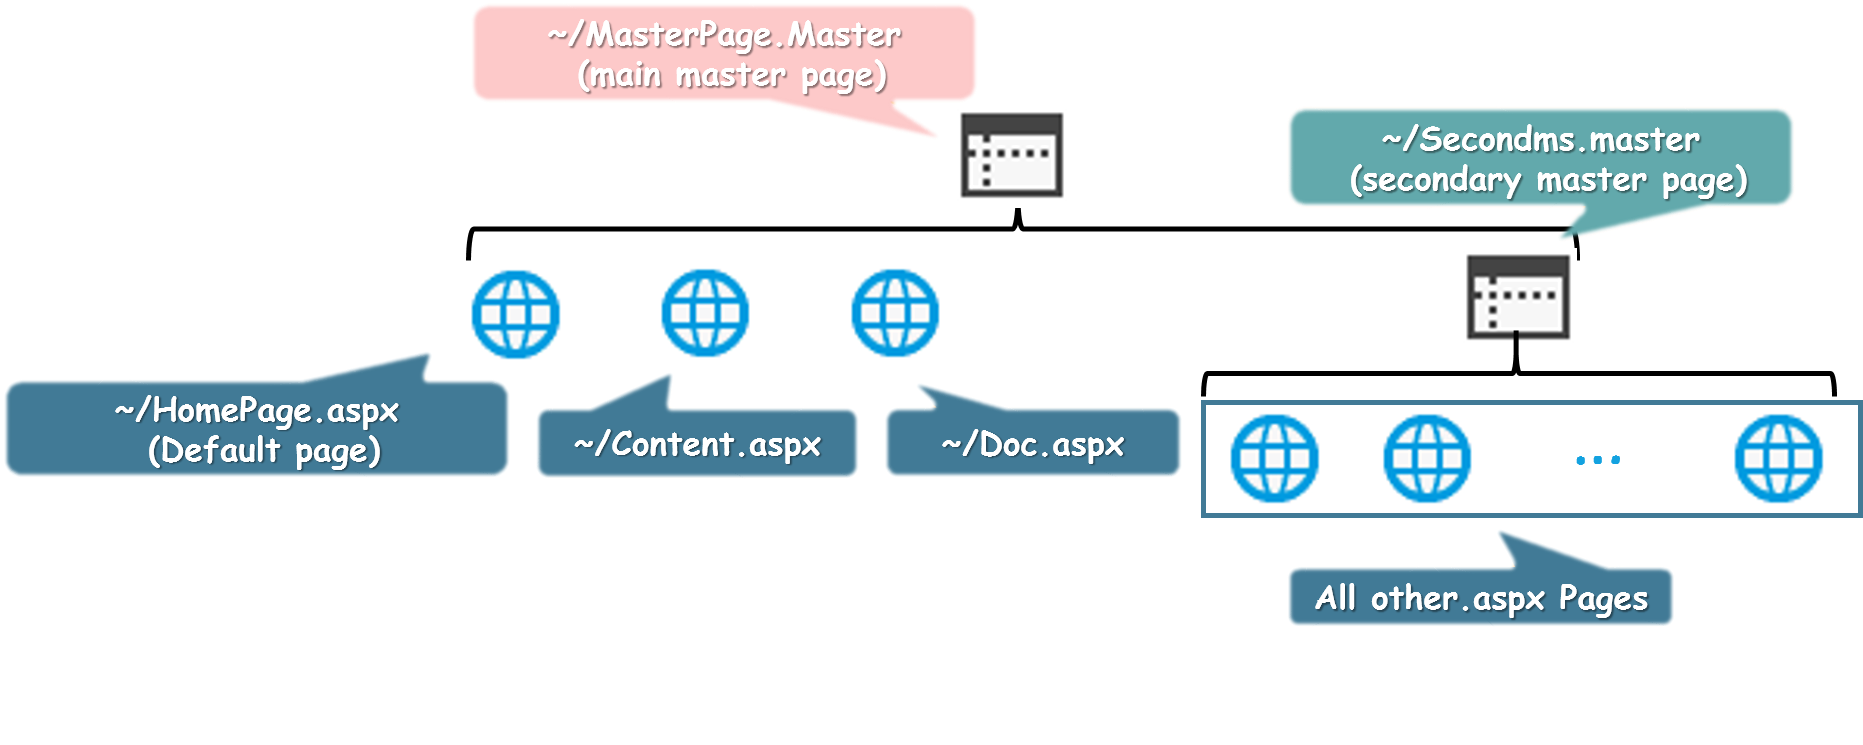 ~/MasterPage.Master
(main master page)
~/Secondms.master
(secondary master page)
~/HomePage.aspx
(Default page)
~/Content.aspx
~/Doc.aspx
...
All other.aspx Pages